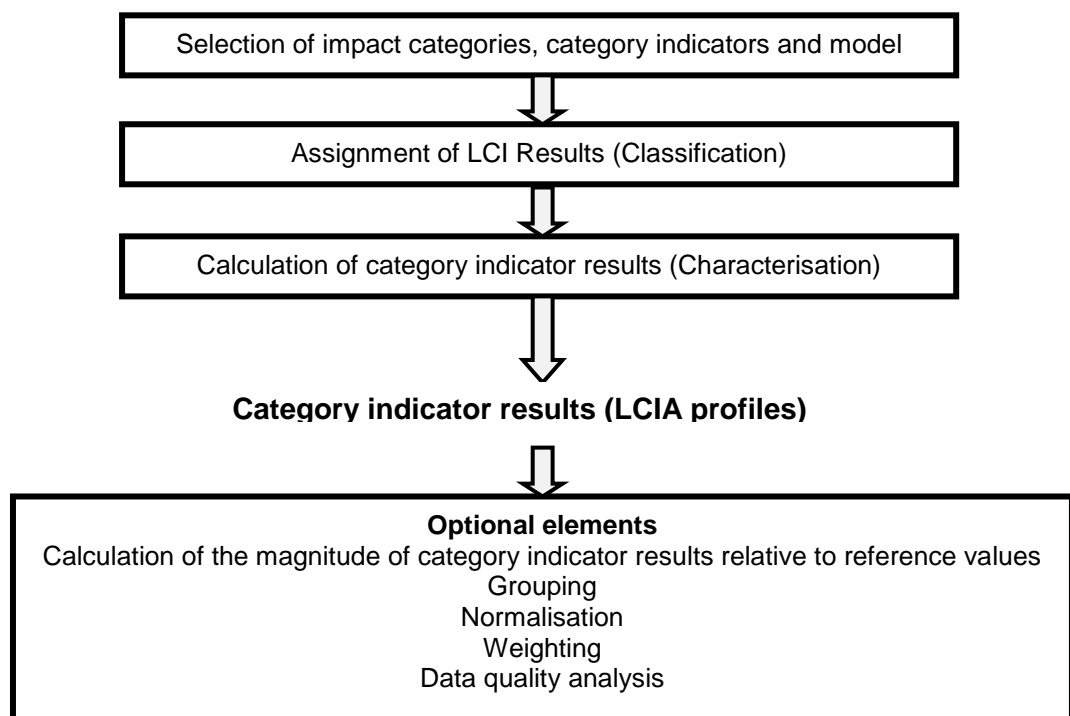 Selection of impact categories, category indicators and model
Assignment of LCI Results (Classification)
Calculation of category indicator results (Characterisation)
Category indicator results (LCIA profiles)
Optional elements
Calculation of the magnitude of category indicator results relative to reference values
Grouping
Normalisation
Weighting
Data quality analysis